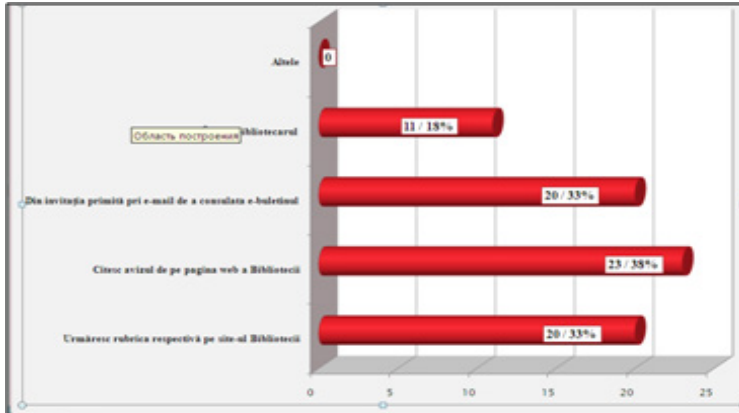 Altele
0
bliotecarul
Область построения
11 / 18%
Din invitația primită pri e-mail de a consulata e-buletinul
20 / 33%
Citesc avizul de pe pagina web a Bibliotecii
23 / 38%
Urmăresc rubrica respectivă pe site-ul Bibliotecii
20 / 33%
0 5 10 15 20 25